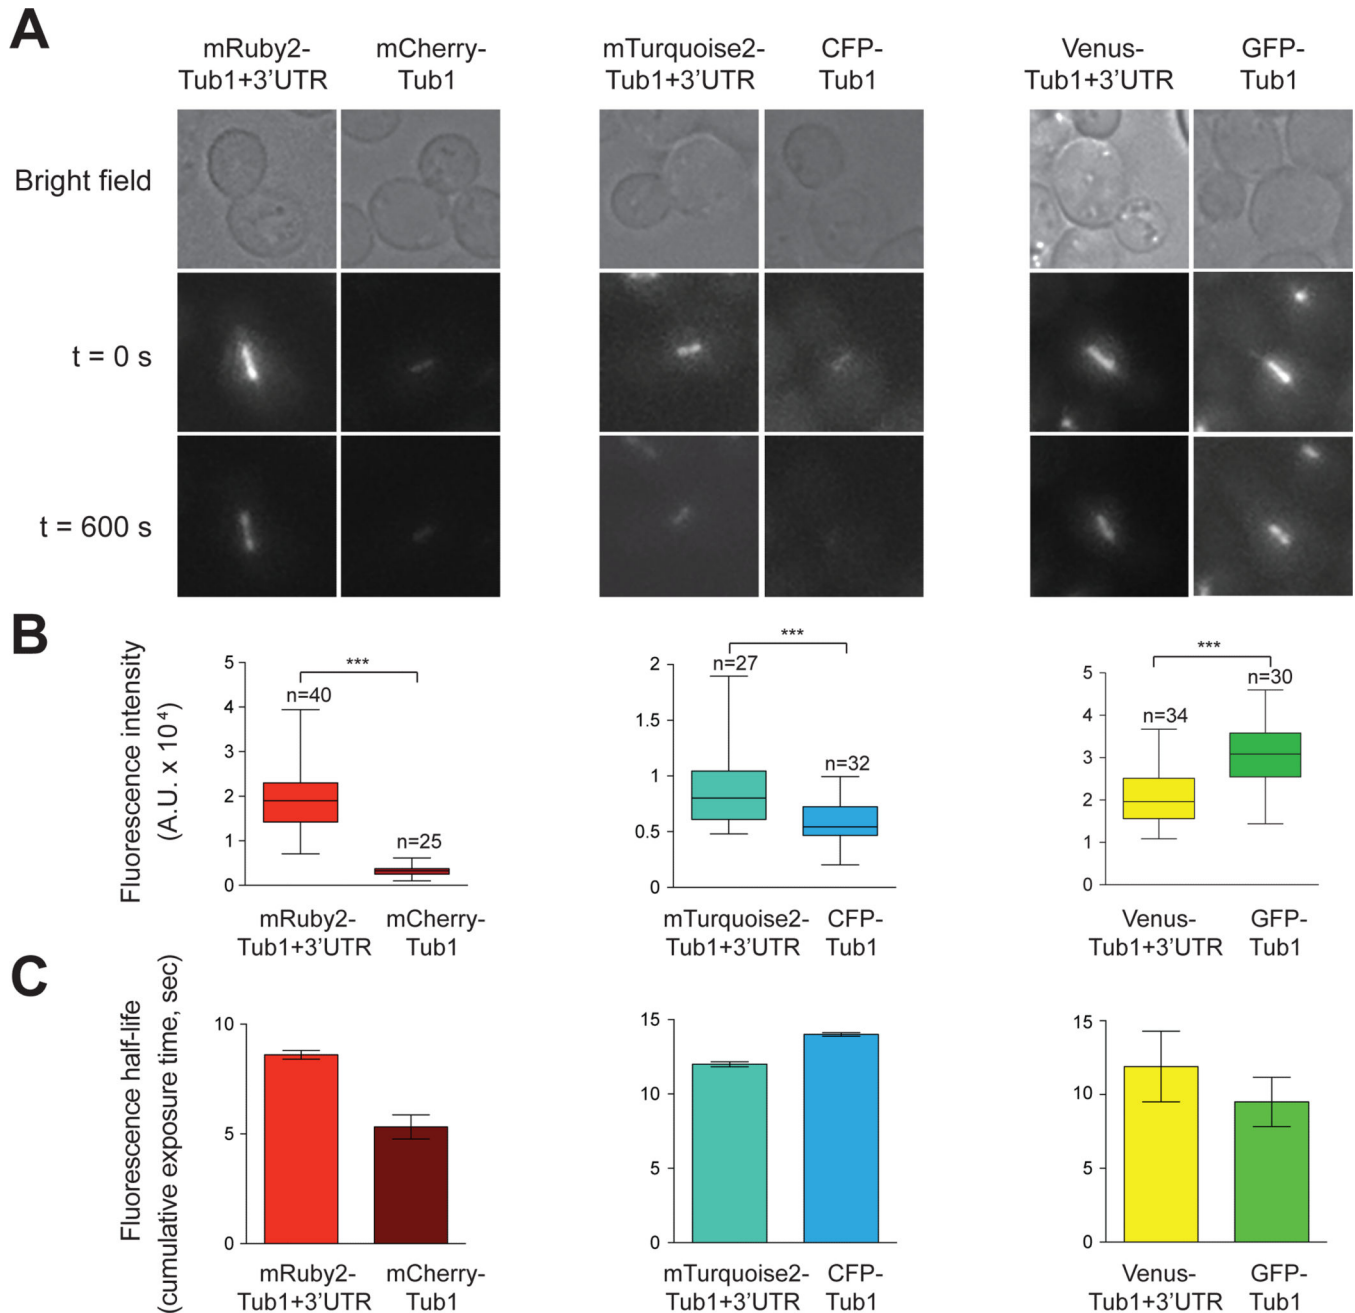 A
mRuby2-
Tub1+3'UTR
mCherry-
Tub1
mTurquoise2-
Tub1+3'UTR
CFP-
Tub1
Venus-
Tub1+3'UTR
GFP-
Tub1
Bright field
t = 0 s
t = 600 s
B
Fluorescence intensity
(A.U. x 10⁴)
5
4
3
2
1
0
n=40
***
n=25
mRuby2-
Tub1+3'UTR
mCherry-
Tub1
2
1.5
1
0.5
0
n=27
***
n=32
mTurquoise2-
Tub1+3'UTR
CFP-
Tub1
5
4
3
2
1
0
n=34
***
n=30
Venus-
Tub1+3'UTR
GFP-
Tub1
C
Fluorescence half-life
(cumulative exposure time, sec)
10
5
0
mRuby2-
Tub1+3'UTR
mCherry-
Tub1
15
10
5
0
mTurquoise2-
Tub1+3'UTR
CFP-
Tub1
15
10
5
0
Venus-
Tub1+3'UTR
GFP-
Tub1